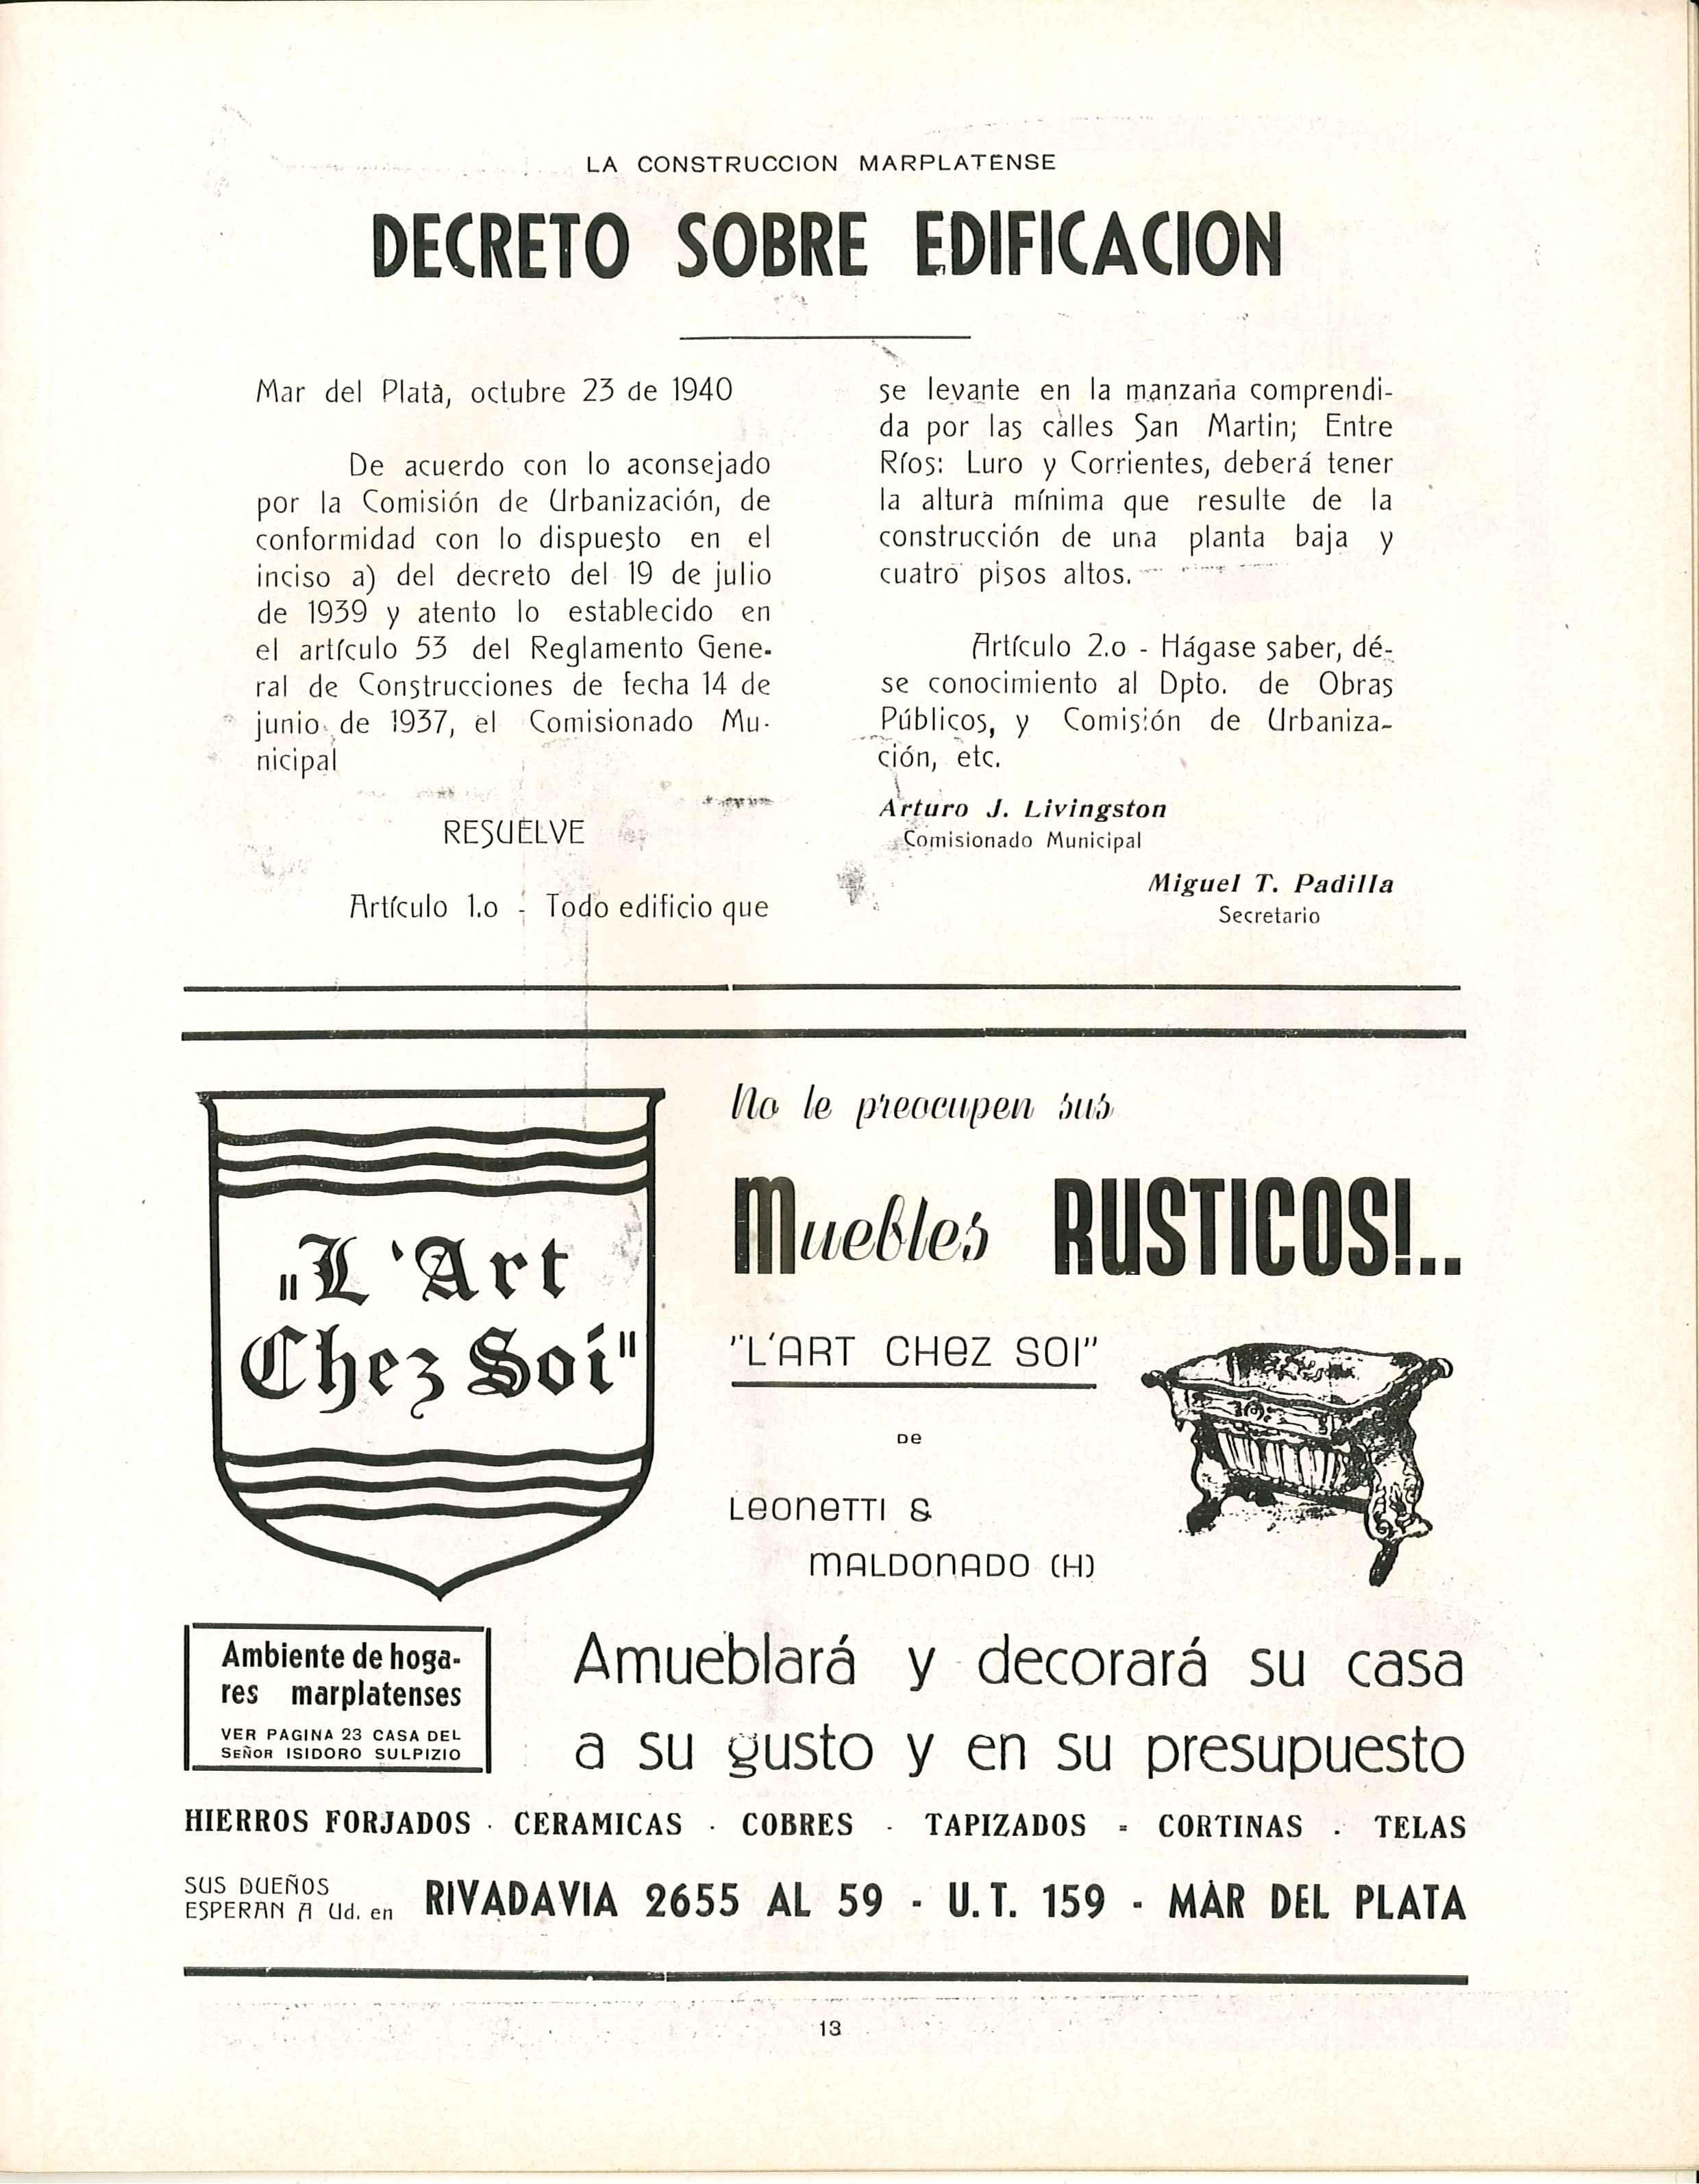 LA CONSTRUCCION MARPLATENSE
DECRETO SOBRE EDIFICACION
Mar del Plata, octubre 23 de 1940
De acuerdo con lo aconsejado
por la Comisión de Urbanización, de
conformidad con lo dispuesto en el
inciso a) del decreto del 19 de julio
de 1939 y atento lo establecido en
el artículo 53 del Reglamento Gene-
ral de Construcciones de fecha 14 de
junio de 1937, el Comisionado Mu-
nicipal
RESUELVE
Artículo 1.o - Todo edificio que
se levante en la manzana comprendi-
da por las calles San Martin; Entre
Ríos: Luro y Corrientes, deberá tener
la altura mínima que resulte de la
construcción de una planta baja y
cuatro pisos altos.
Artículo 2.o - Hágase saber, dé-
se conocimiento al Dpto. de Obras
Públicos, y Comisión de Urbaniza-
ción, etc.
Arturo J. Livingston
Comisionado Municipal
Miguel T. Padilla
Secretario
"L'Art
Chez Soi"
No le preocupen sus
Muebles RUSTICOS!..
"L'ART CHEZ SOI"
DE
LEONETTI &
MALDONADO (H)
Ambiente de hoga-
res marplatenses
VER PAGINA 23 CASA DEL
SEÑOR ISIDORO SULPIZIO
Amueblará y decorará su casa
a su gusto y en su presupuesto
HIERROS FORJADOS - CERAMICAS - COBRES - TAPIZADOS - CORTINAS - TELAS
SUS DUEÑOS
ESPERAN A Ud. en
RIVADAVIA 2655 AL 59 - U.T. 159 - MAR DEL PLATA
13